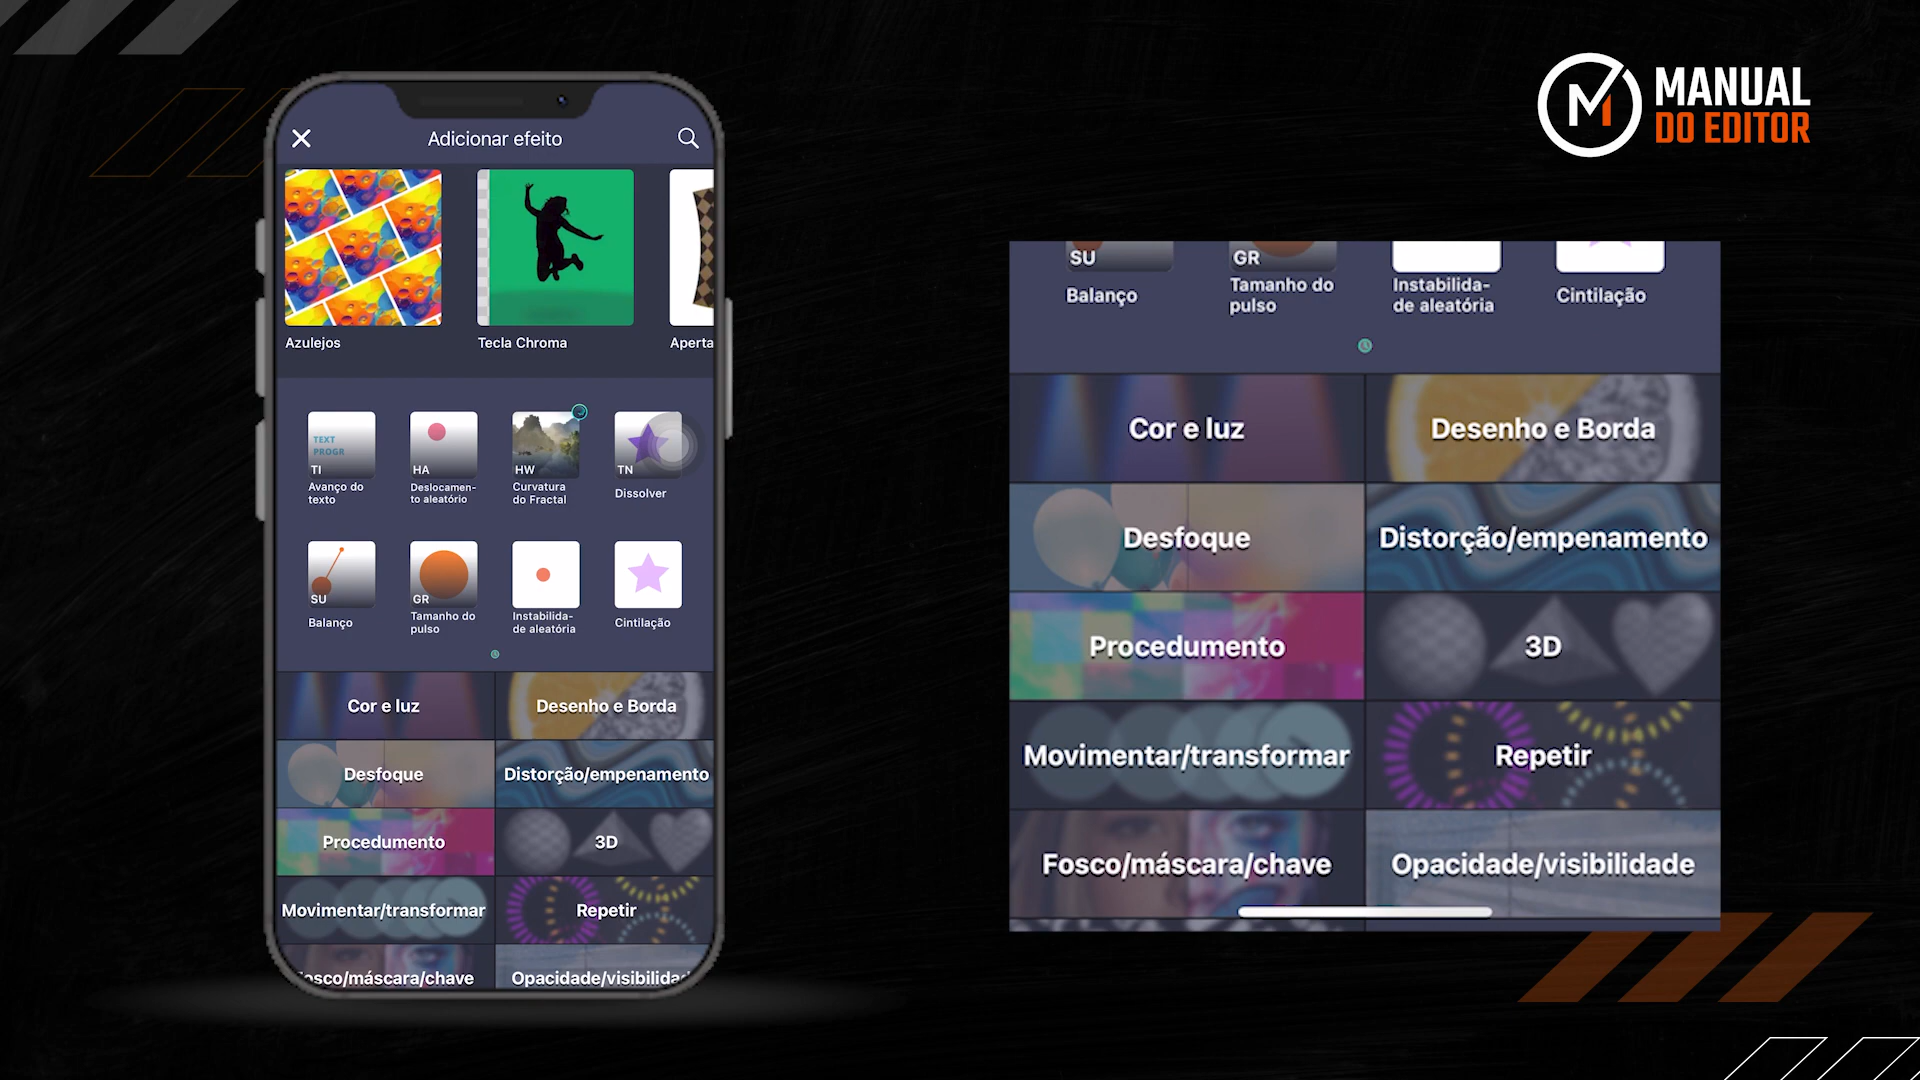 Adicionar efeito
Azulejos
Tecla Chroma
Aperta
TEXT
PROGR
TI
Avanço do
texto
HA
Deslocamen-
to aleatório
HW
Curvatura
do Fractal
TN
Dissolver
SU
Balanço
GR
Tamanho do
pulso
Instabilida-
de aleatória
Cintilação
Cor e luz
Desenho e Borda
Desfoque
Distorção/empenamento
Procedumento
3D
Movimentar/transformar
Repetir
osco/máscara/chave
Opacidade/visibilida
MANUAL
DO EDITOR
SU
Balanço
GR
Tamanho do
pulso
Instabilida-
de aleatória
Cintilação
Cor e luz
Desenho e Borda
Desfoque
Distorção/empenamento
Procedumento
3D
Movimentar/transformar
Repetir
Fosco/máscara/chave
Opacidade/visibilidade